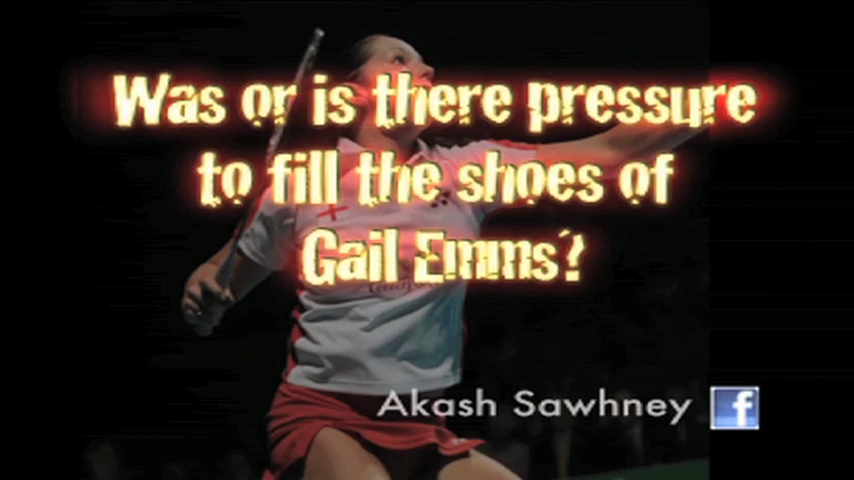 Was or is there pressure
to fill the shoes of
Gail Emms?
Akash Sawhney f